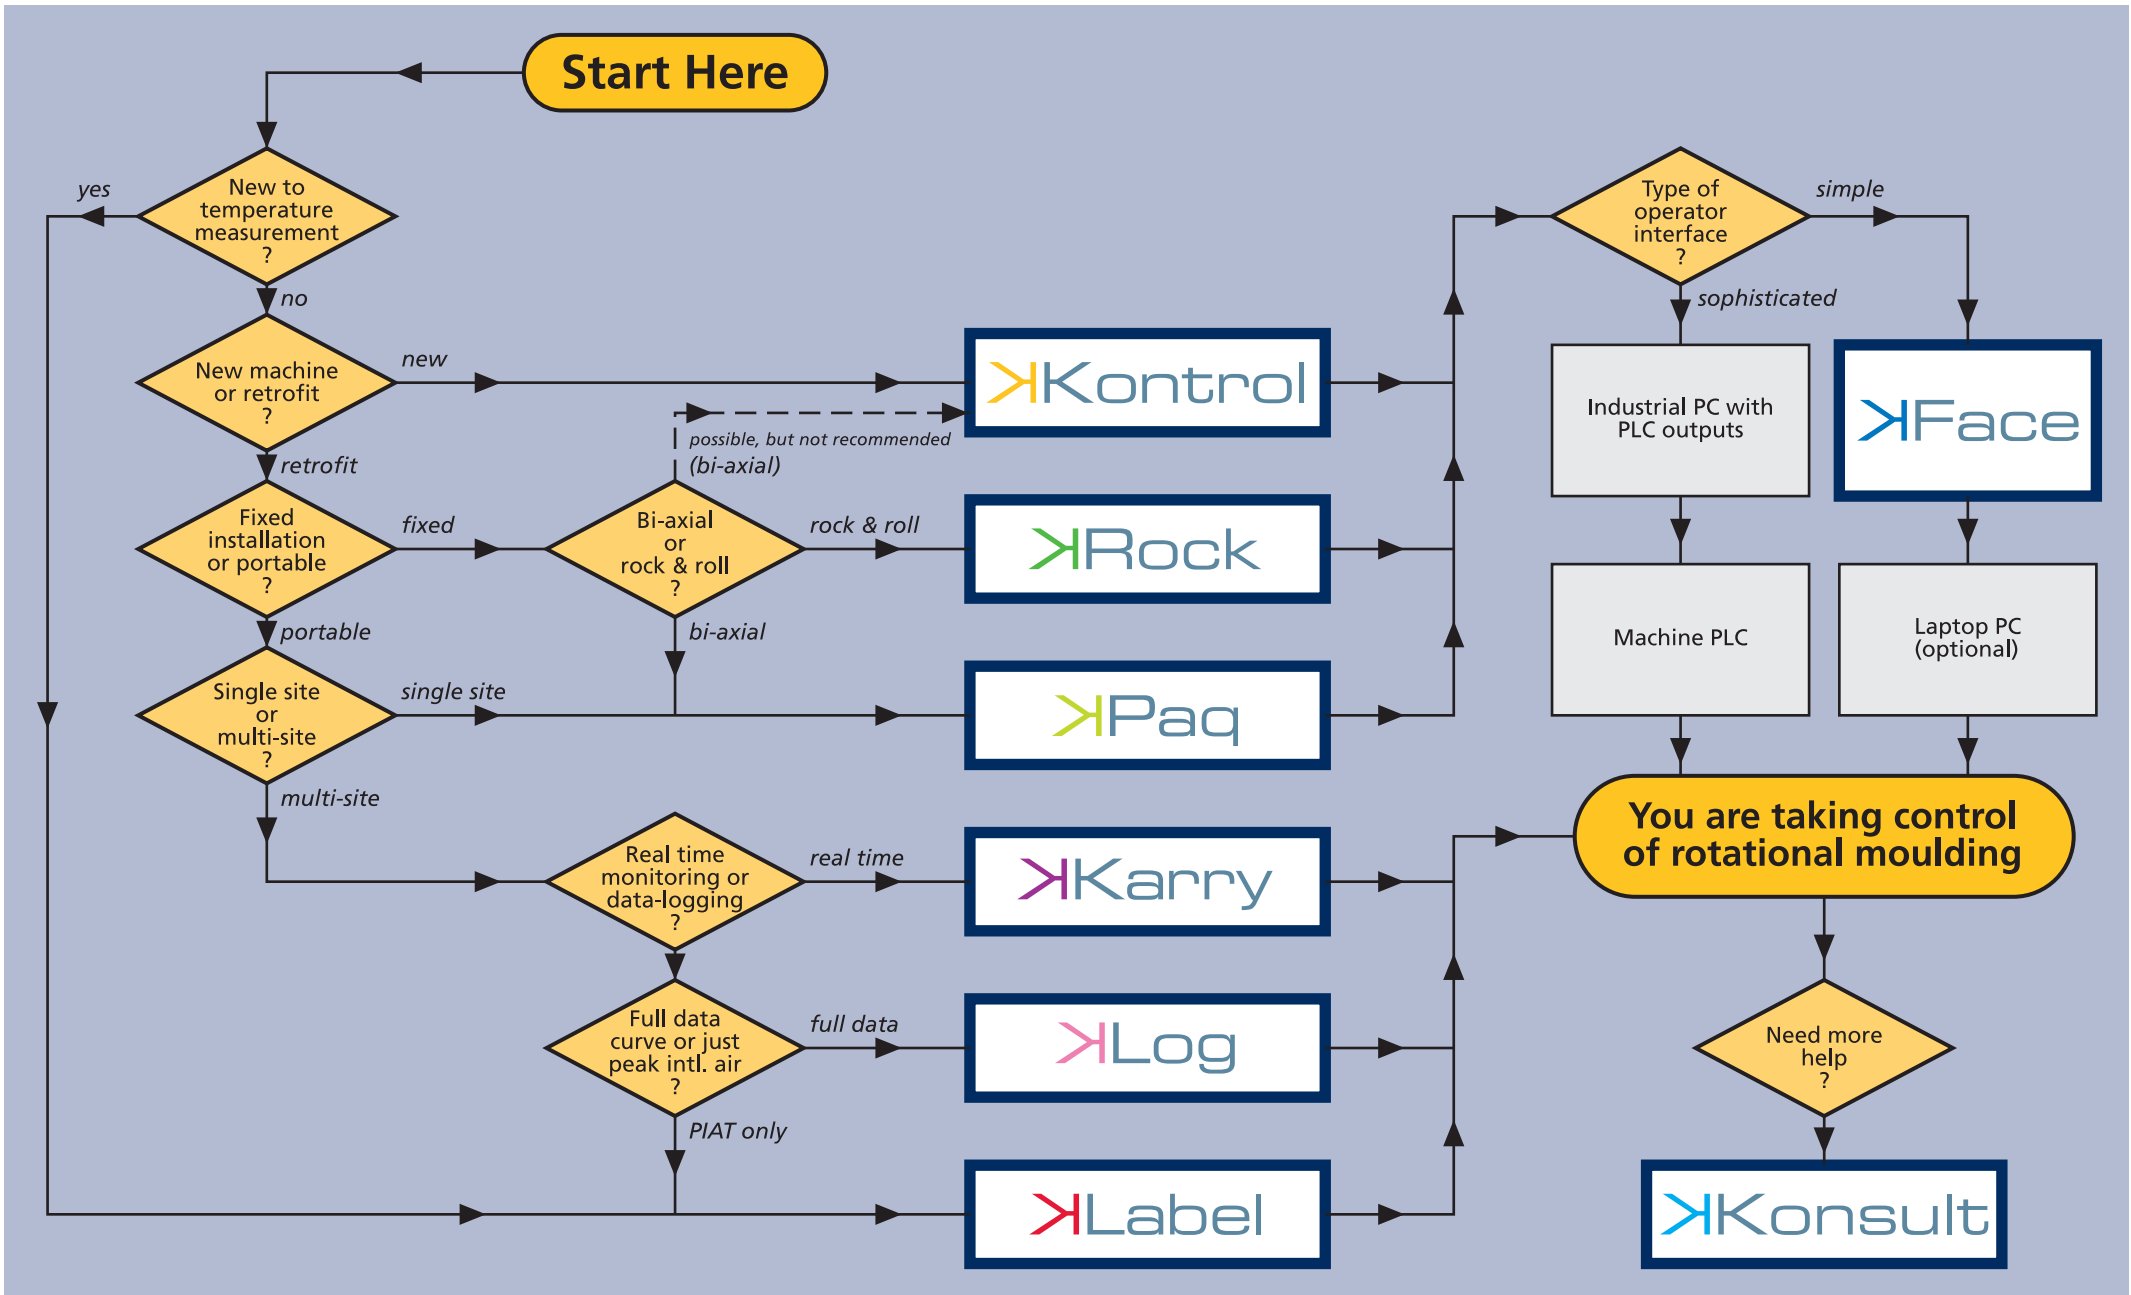 Start Here
yes
New to
temperature
measurement
?
no
New machine
or retrofit
?
new
retrofit
Fixed
installation
or portable
?
fixed
portable
Single site
or
multi-site
?
single site
multi-site
possible, but not recommended
(bi-axial)
Bi-axial
or
rock & roll
?
rock & roll
bi-axial
Real time
monitoring or
data-logging
?
real time
Full data
curve or just
peak intl. air
?
full data
PIAT only
KKontrol
KRock
KPaq
KKarry
KLog
KLabel
Type of
operator
interface
?
simple
sophisticated
Industrial PC with
PLC outputs
KFace
Machine PLC
Laptop PC
(optional)
You are taking control
of rotational moulding
Need more
help
?
KKonsult